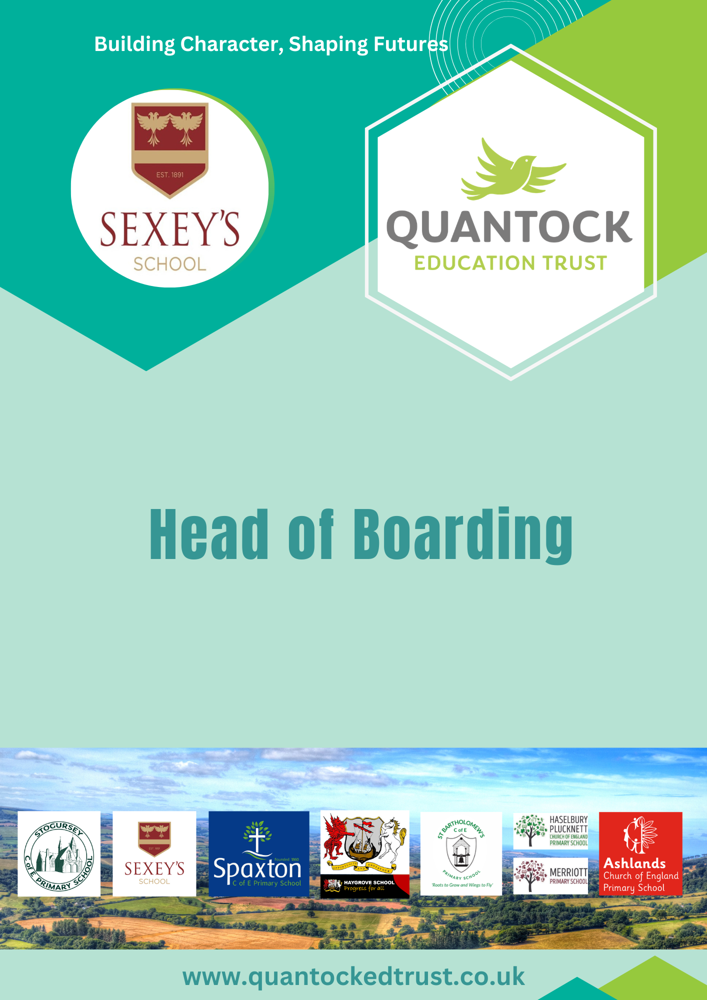 Building Character, Shaping Futures
EST. 1891
SEXEY'S
SCHOOL
QUANTOCK
EDUCATION TRUST
Head of Boarding
STOGURSEY
C of E PRIMARY SCHOOL
EST. 1891
SEXEY'S
SCHOOL
Founded 1860
Spaxton
C of E Primary School
OPPORTUNITY AND ENDEAVOUR
HAYGROVE SCHOOL
Progress for all
ST BARTHOLOMEW'S
C of E
PRIMARY SCHOOL
'Roots to Grow and Wings to Fly'
HASELBURY
PLUCKNETT
CHURCH OF ENGLAND
PRIMARY SCHOOL
MERRIOTT
PRIMARY SCHOOL
Ashlands
Church of England
Primary School
www.quantockedtrust.co.uk